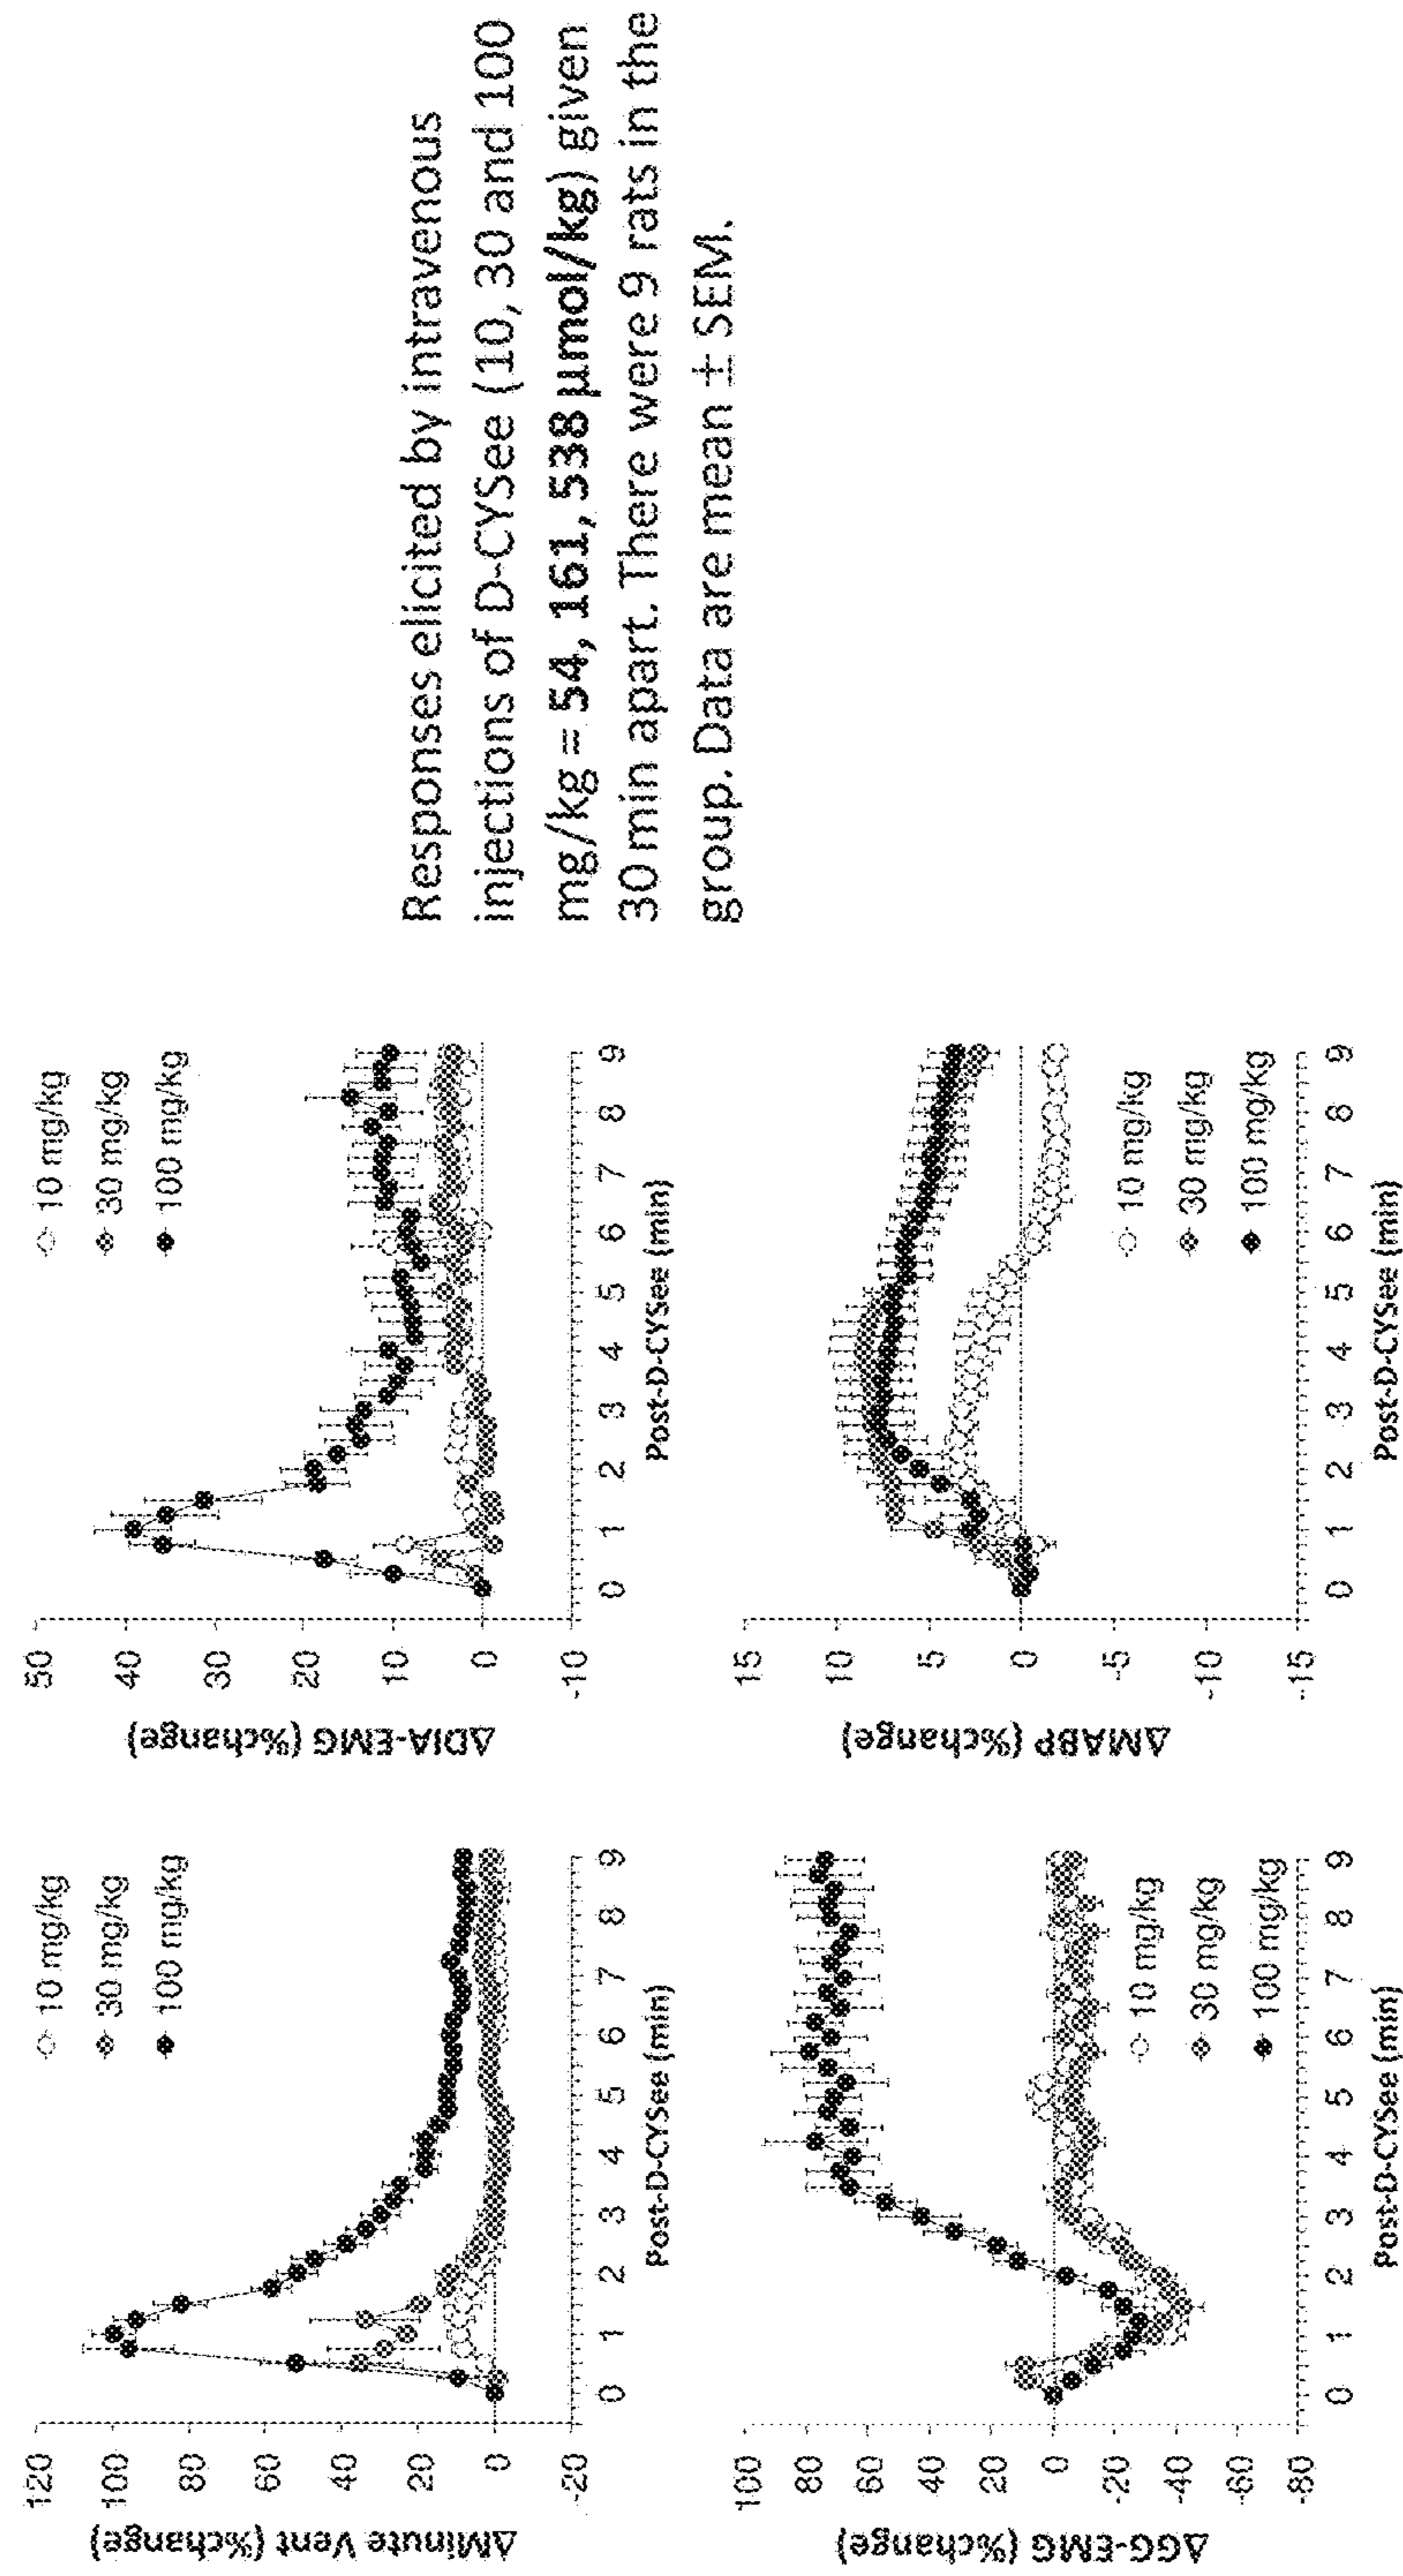 ΔMinute Vent (%change)
120
100
80
60
40
20
0
-20
0 1 2 3 4 5 6 7 8 9
Post-D-CYSee (min)
10 mg/kg
30 mg/kg
100 mg/kg
ΔDIA-EMG (%change)
50
40
30
20
10
0
-10
0 1 2 3 4 5 6 7 8 9
Post-D-CYSee (min)
10 mg/kg
30 mg/kg
100 mg/kg
ΔGG-EMG (%change)
100
80
60
40
20
0
-20
-40
-60
-80
0 1 2 3 4 5 6 7 8 9
Post-D-CYSee (min)
10 mg/kg
30 mg/kg
100 mg/kg
ΔMABP (%change)
15
10
5
0
-5
-10
-15
0 1 2 3 4 5 6 7 8 9
Post-D-CYSee (min)
10 mg/kg
30 mg/kg
100 mg/kg
Responses elicited by intravenous
injections of D-CYSee (10, 30 and 100
mg/kg = 54, 161, 538 µmol/kg) given
30 min apart. There were 9 rats in the
group. Data are mean ± SEM.